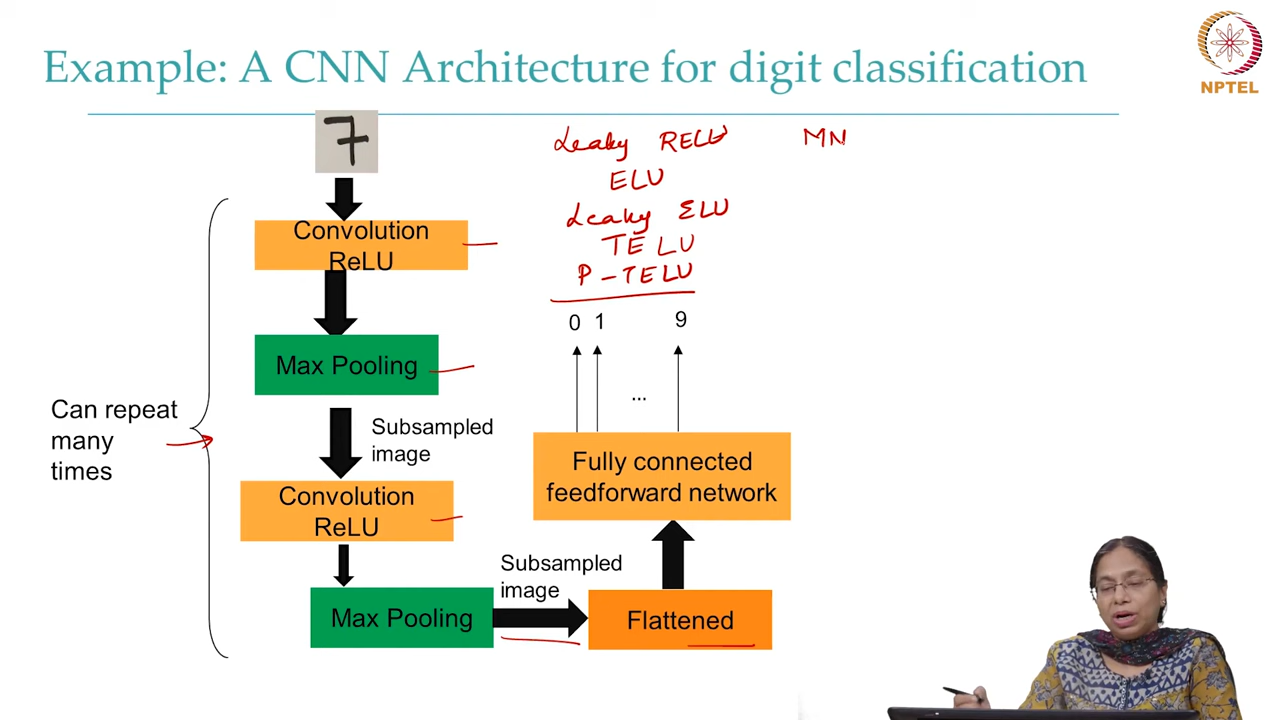 Example: A CNN Architecture for digit classification
NPTEL
7
Leaky RELU
MN
ELU
Leaky ELU
TELU
P-TELU
Convolution
ReLU
Max Pooling
Subsampled
image
Can repeat
many
times
Convolution
ReLU
Max Pooling
Subsampled
image
Flattened
Fully connected
feedforward network
...
0 1 9